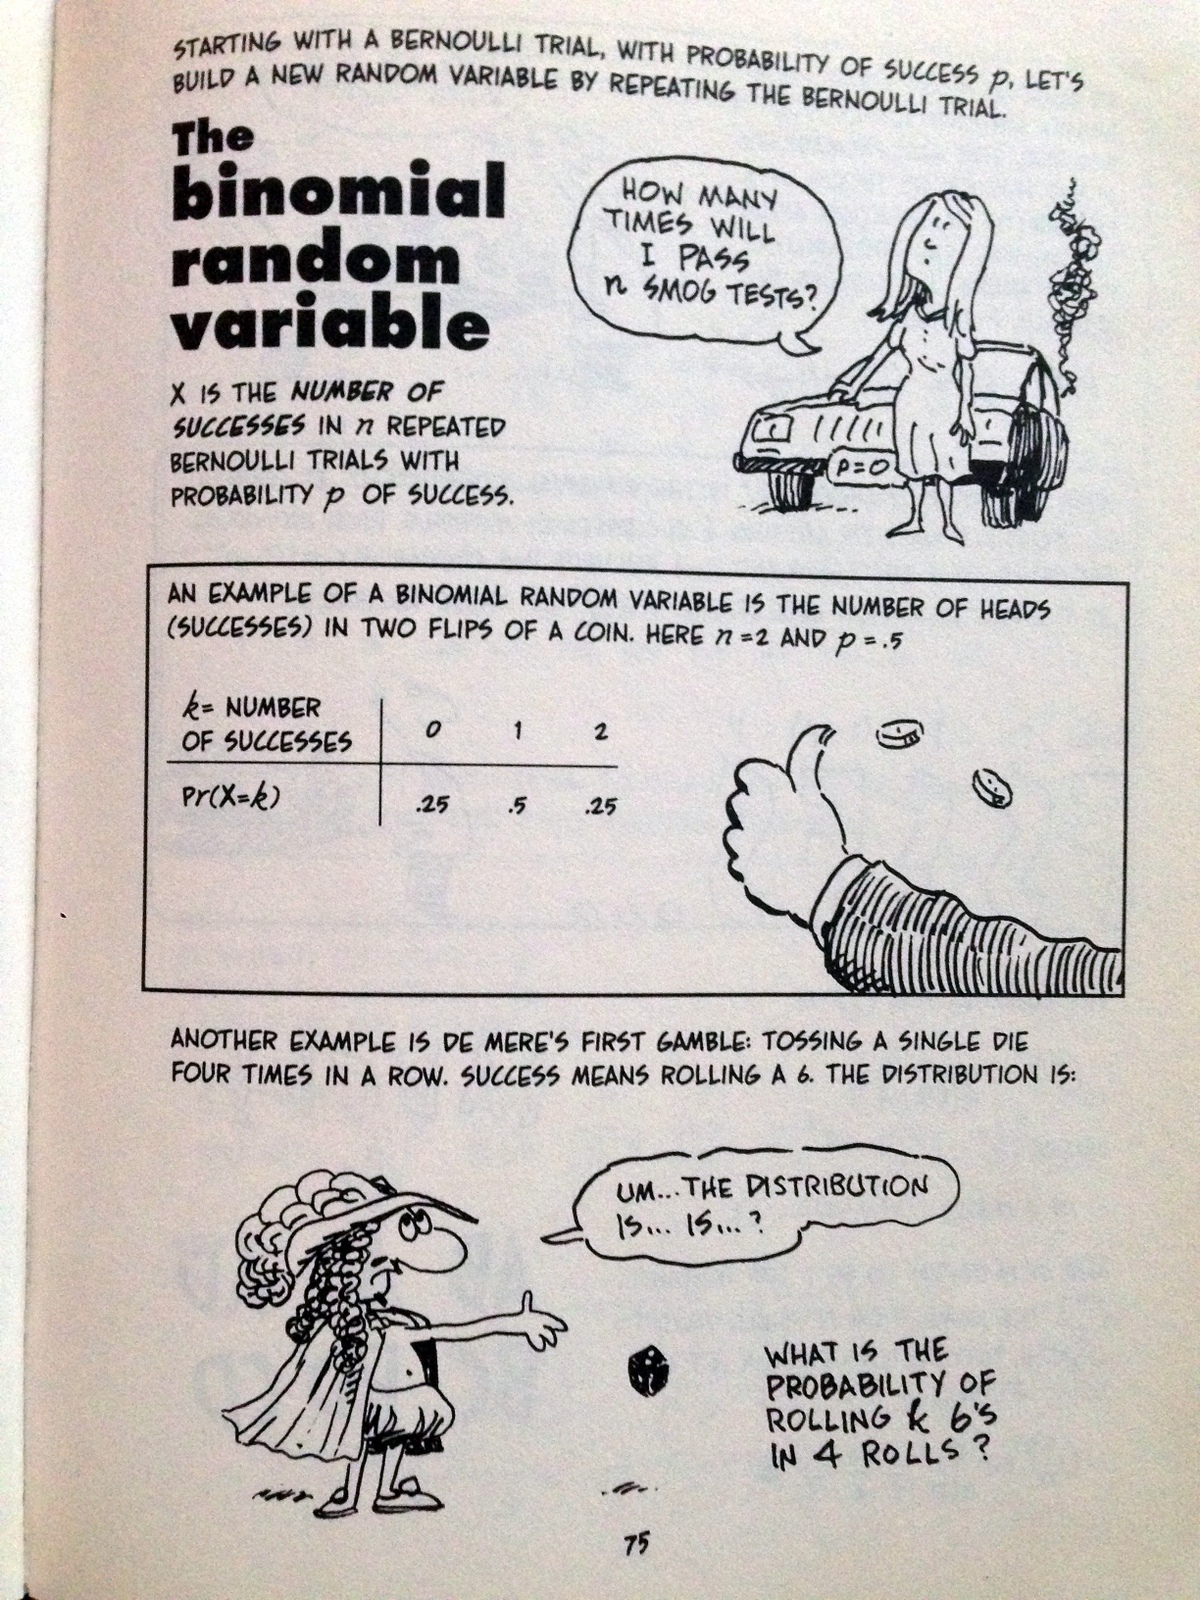 STARTING WITH A BERNOULLI TRIAL, WITH PROBABILITY OF SUCCESS p, LET'S
BUILD A NEW RANDOM VARIABLE BY REPEATING THE BERNOULLI TRIAL.
The
binomial
random
variable
HOW MANY
TIMES WILL
I PASS
n SMOG TESTS?
X IS THE NUMBER OF
SUCCESSES IN n REPEATED
BERNOULLI TRIALS WITH
PROBABILITY p OF SUCCESS.
P=0
AN EXAMPLE OF A BINOMIAL RANDOM VARIABLE IS THE NUMBER OF HEADS
(SUCCESSES) IN TWO FLIPS OF A COIN. HERE n=2 AND p=.5
k= NUMBER
OF SUCCESSES 0 1 2
Pr(X=k) .25 .5 .25
ANOTHER EXAMPLE IS DE MERE'S FIRST GAMBLE: TOSSING A SINGLE DIE
FOUR TIMES IN A ROW. SUCCESS MEANS ROLLING A 6. THE DISTRIBUTION IS:
UM...THE DISTRIBUTION
IS... IS...?
WHAT IS THE
PROBABILITY OF
ROLLING k 6'S
IN 4 ROLLS?
75